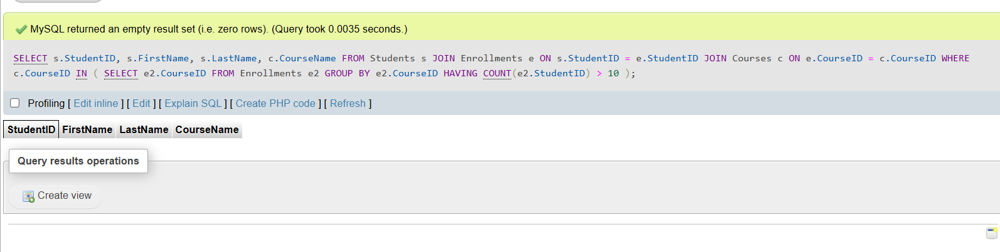 MySQL returned an empty result set (i.e. zero rows). (Query took 0.0035 seconds.)
SELECT s.StudentID, s.FirstName, s.LastName, c.CourseName FROM Students s JOIN Enrollments e ON s.StudentID = e.StudentID JOIN Courses c ON e.CourseID = c.CourseID WHERE
c.CourseID IN ( SELECT e2.CourseID FROM Enrollments e2 GROUP BY e2.CourseID HAVING COUNT(e2.StudentID) > 10 );
Profiling [ Edit inline ] [ Edit ] [ Explain SQL ] [ Create PHP code ] [ Refresh ]
StudentID FirstName LastName CourseName
Query results operations
Create view